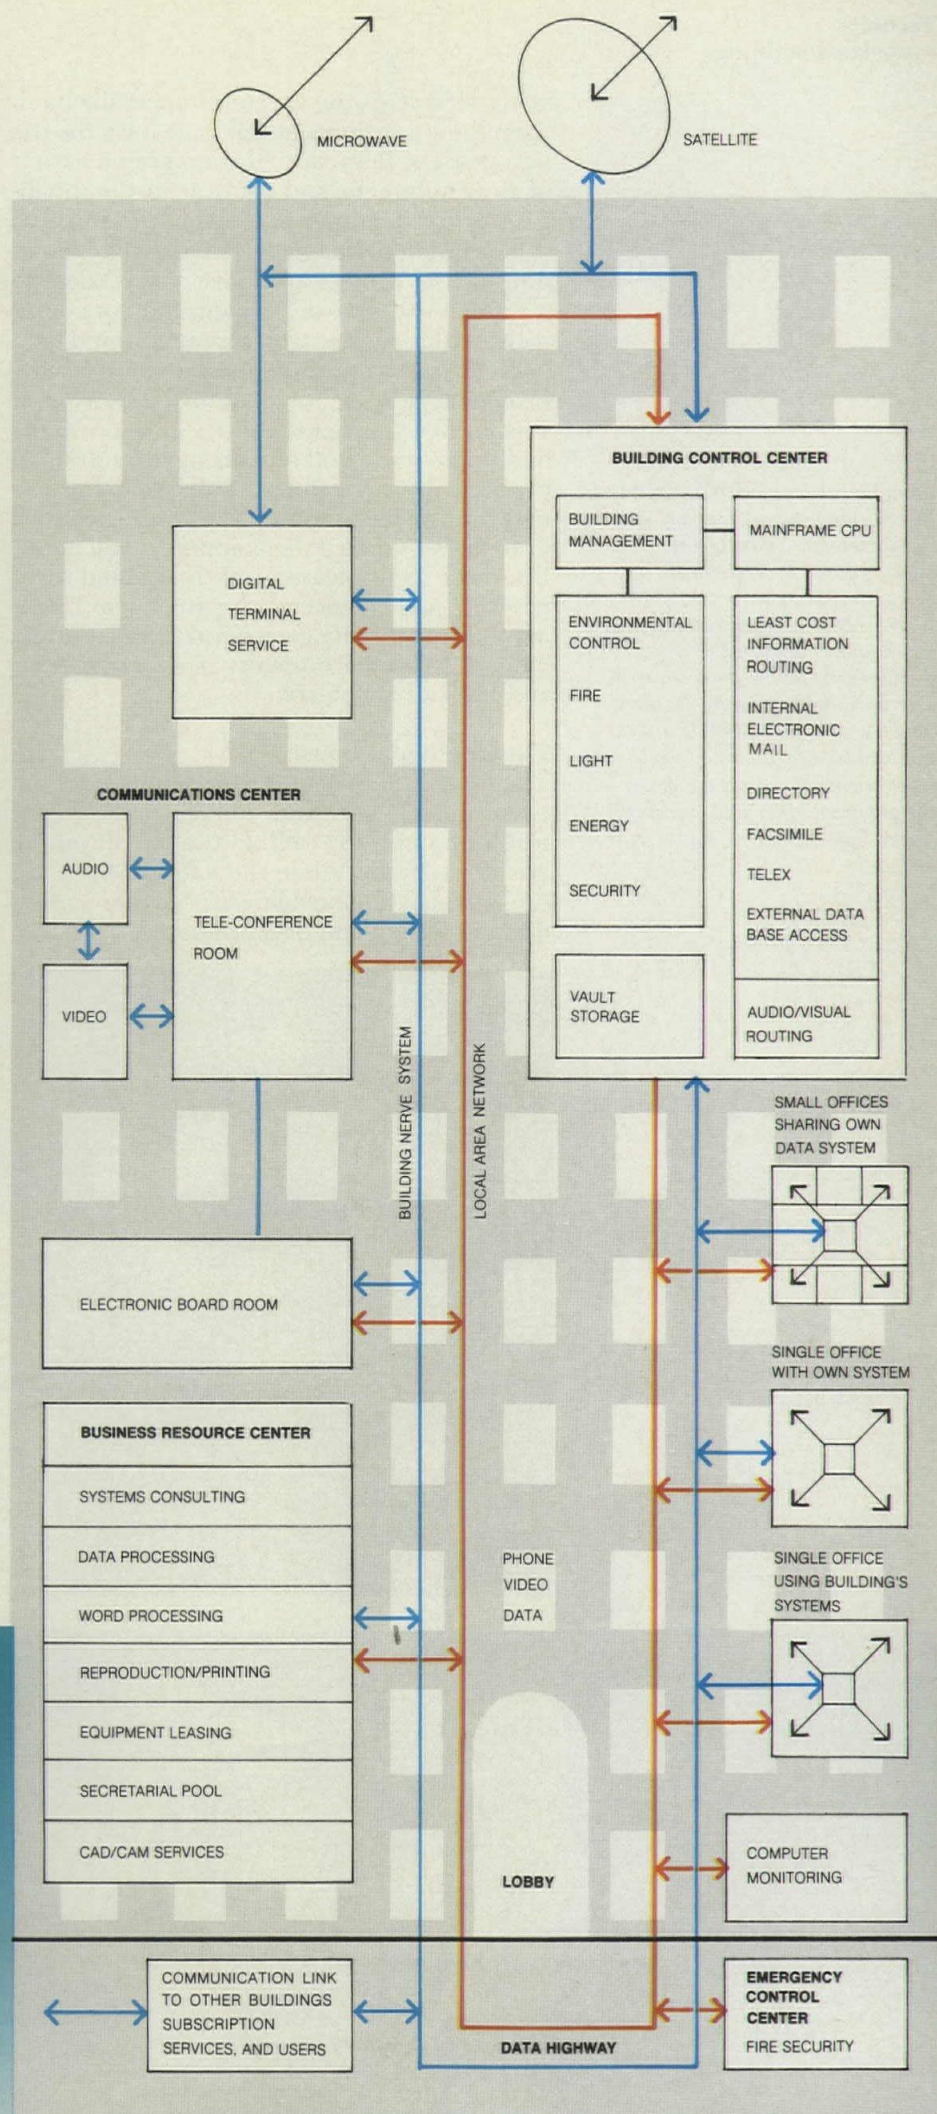 MICROWAVE
SATELLITE
BUILDING CONTROL CENTER
BUILDING
MANAGEMENT
MAINFRAME CPU
ENVIRONMENTAL
CONTROL
FIRE
LIGHT
ENERGY
SECURITY
LEAST COST
INFORMATION
ROUTING
INTERNAL
ELECTRONIC
MAIL
DIRECTORY
FACSIMILE
TELEX
EXTERNAL DATA
BASE ACCESS
VAULT
STORAGE
AUDIO/VISUAL
ROUTING
DIGITAL
TERMINAL
SERVICE
COMMUNICATIONS CENTER
AUDIO
VIDEO
TELE-CONFERENCE
ROOM
BUILDING NERVE SYSTEM
LOCAL AREA NETWORK
SMALL OFFICES
SHARING OWN
DATA SYSTEM
ELECTRONIC BOARD ROOM
SINGLE OFFICE
WITH OWN SYSTEM
BUSINESS RESOURCE CENTER
SYSTEMS CONSULTING
DATA PROCESSING
WORD PROCESSING
REPRODUCTION/PRINTING
EQUIPMENT LEASING
SECRETARIAL POOL
CAD/CAM SERVICES
PHONE
VIDEO
DATA
SINGLE OFFICE
USING BUILDING'S
SYSTEMS
LOBBY
COMPUTER
MONITORING
COMMUNICATION LINK
TO OTHER BUILDINGS
SUBSCRIPTION
SERVICES, AND USERS
DATA HIGHWAY
EMERGENCY
CONTROL
CENTER
FIRE SECURITY